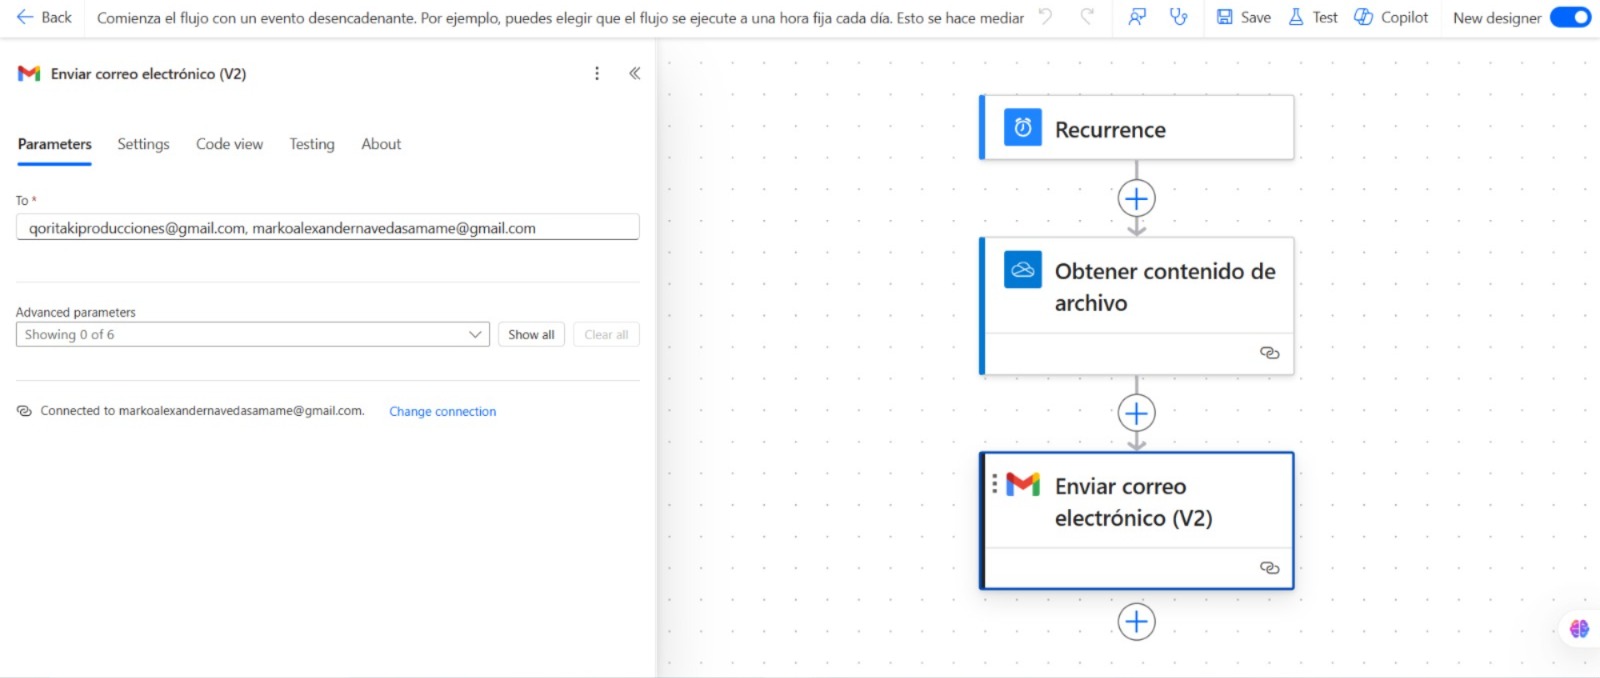 Back
Comienza el flujo con un evento desencadenante. Por ejemplo, puedes elegir que el flujo se ejecute a una hora fija cada día. Esto se hace mediar
Save
Test
Copilot
New designer
Enviar correo electrónico (V2)
Parameters Settings Code view Testing About
To *
qoritakiproducciones@gmail.com, markoalexandernavedasamame@gmail.com
Advanced parameters
Showing 0 of 6
Show all
Clear all
Connected to markoalexandernavedasamame@gmail.com.
Change connection
Recurrence
Obtener contenido de
archivo
Enviar correo
electrónico (V2)